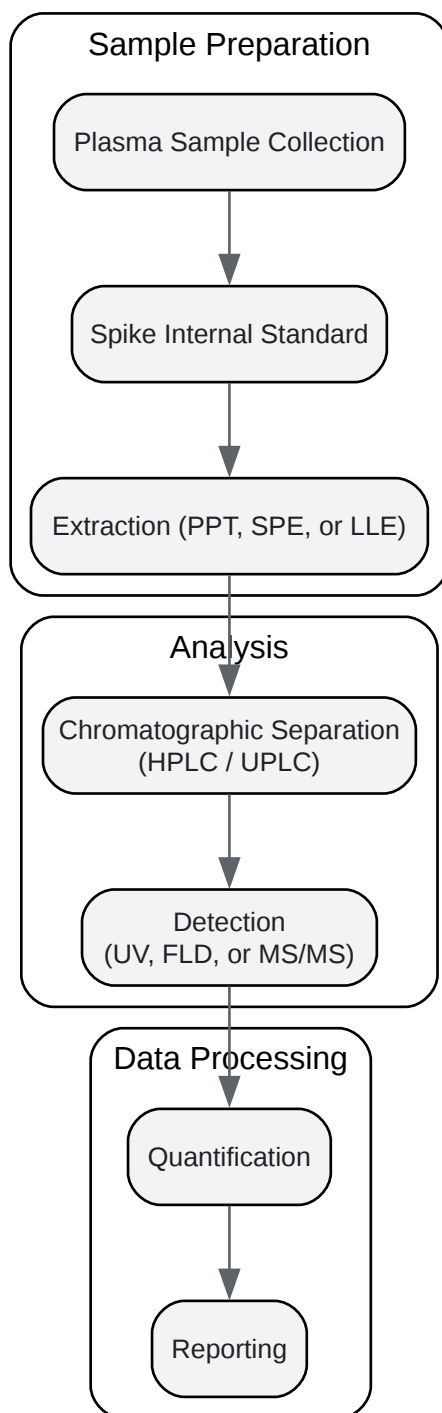 Sample Preparation
Plasma Sample Collection
Spike Internal Standard
Extraction (PPT, SPE, or LLE)
Analysis
Chromatographic Separation
(HPLC / UPLC)
Detection
(UV, FLD, or MS/MS)
Data Processing
Quantification
Reporting